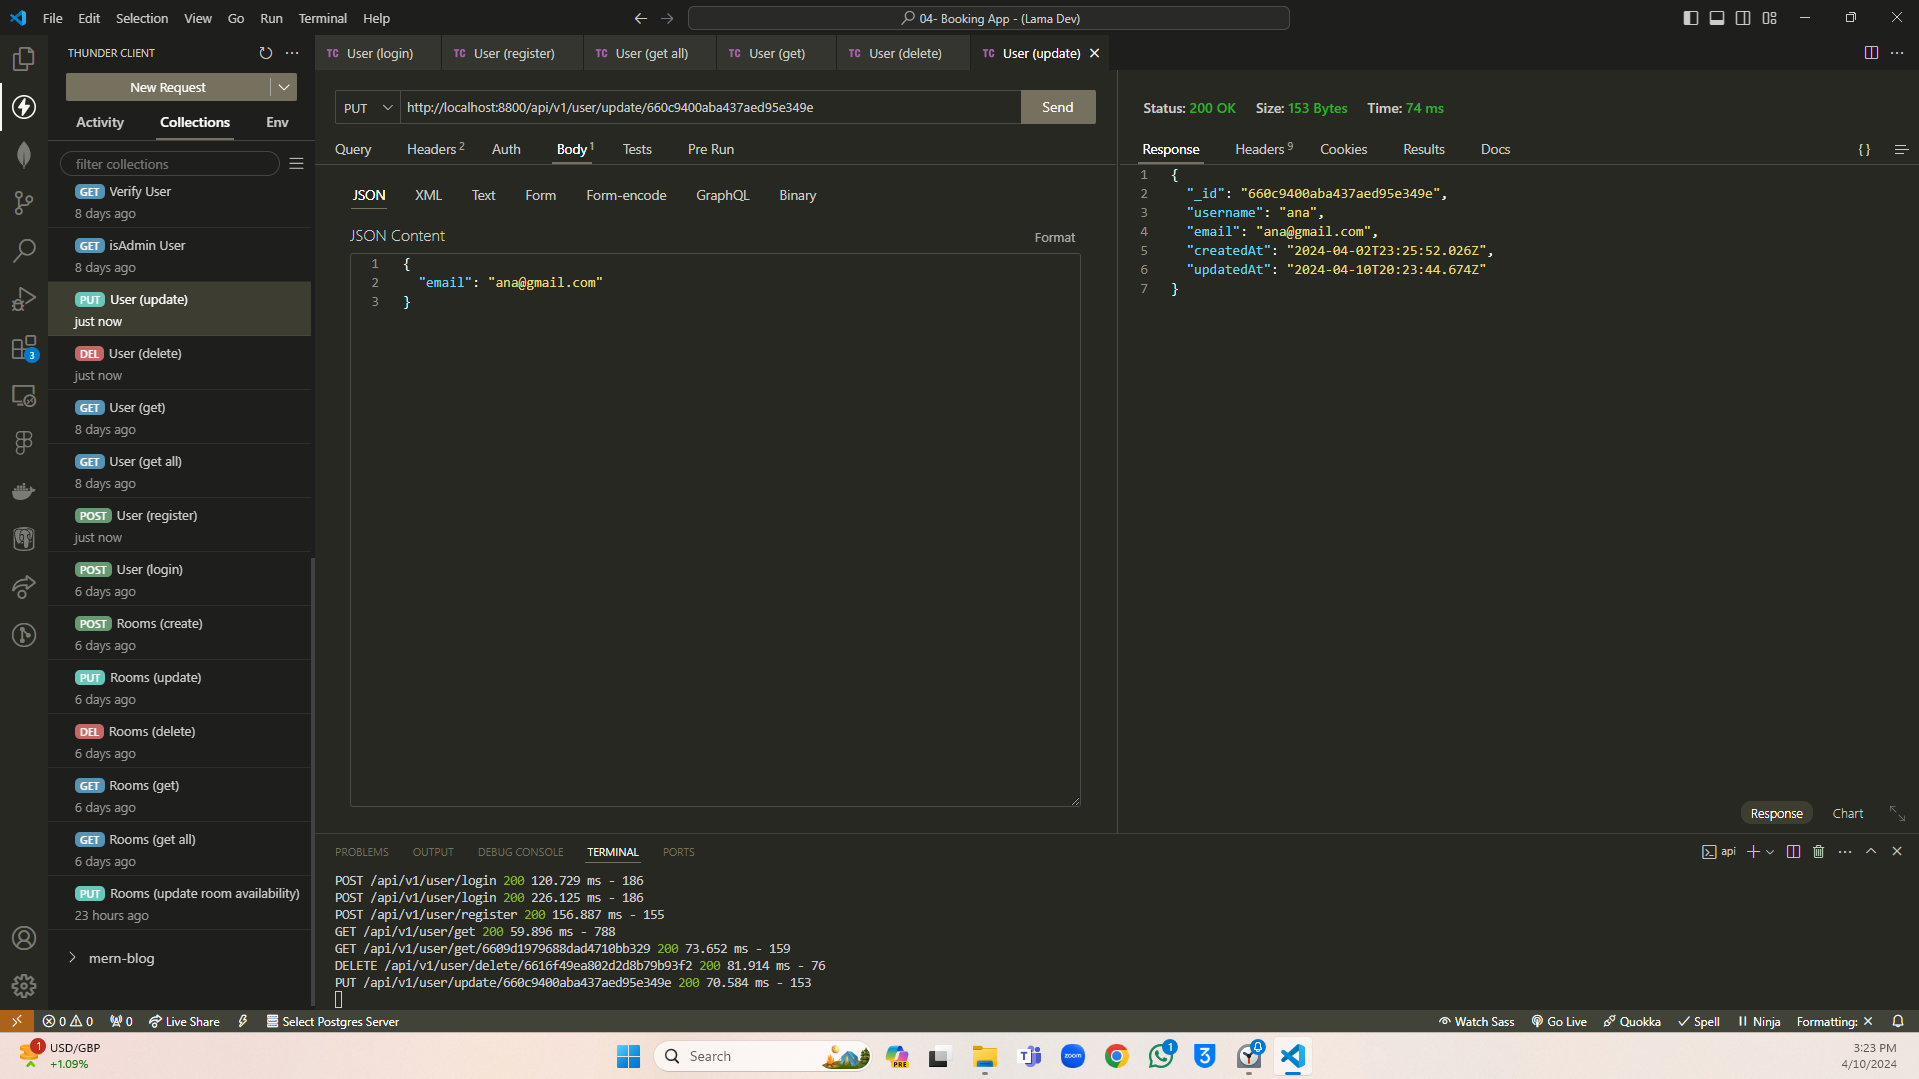 File Edit Selection View Go Run Terminal Help
04- Booking App - (Lama Dev)
THUNDER CLIENT
New Request
Activity Collections Env
filter collections
GET Verify User
8 days ago
GET isAdmin User
8 days ago
PUT User (update)
just now
DEL User (delete)
just now
GET User (get)
8 days ago
GET User (get all)
8 days ago
POST User (register)
just now
POST User (login)
6 days ago
POST Rooms (create)
6 days ago
PUT Rooms (update)
6 days ago
DEL Rooms (delete)
6 days ago
GET Rooms (get)
6 days ago
GET Rooms (get all)
6 days ago
PUT Rooms (update room availability)
23 hours ago
mern-blog
3
TC User (login) TC User (register) TC User (get all) TC User (get) TC User (delete) TC User (update)
PUT http://localhost:8800/api/v1/user/update/660c9400aba437aed95e349e Send
Query Headers 2 Auth Body 1 Tests Pre Run
JSON XML Text Form Form-encode GraphQL Binary
JSON Content
Format
1 {
2 "email": "ana@gmail.com"
3 }
Status: 200 OK Size: 153 Bytes Time: 74 ms
Response Headers 9 Cookies Results Docs
{ }
1 {
2 "_id": "660c9400aba437aed95e349e",
3 "username": "ana",
4 "email": "ana@gmail.com",
5 "createdAt": "2024-04-02T23:25:52.026Z",
6 "updatedAt": "2024-04-10T20:23:44.674Z"
7 }
Response Chart
PROBLEMS OUTPUT DEBUG CONSOLE TERMINAL PORTS
api
POST /api/v1/user/login 200 120.729 ms - 186
POST /api/v1/user/login 200 226.125 ms - 186
POST /api/v1/user/register 200 156.887 ms - 155
GET /api/v1/user/get 200 59.896 ms - 788
GET /api/v1/user/get/6609d1979688dad4710bb329 200 73.652 ms - 159
DELETE /api/v1/user/delete/6616f49ea802d2d8b79b93f2 200 81.914 ms - 76
PUT /api/v1/user/update/660c9400aba437aed95e349e 200 70.584 ms - 153
0 0 0 Live Share Select Postgres Server
Watch Sass Go Live Quokka Spell Ninja Formatting:
1
USD/GBP
+1.09%
Search
PRE
zoom
1
3:23 PM
4/10/2024